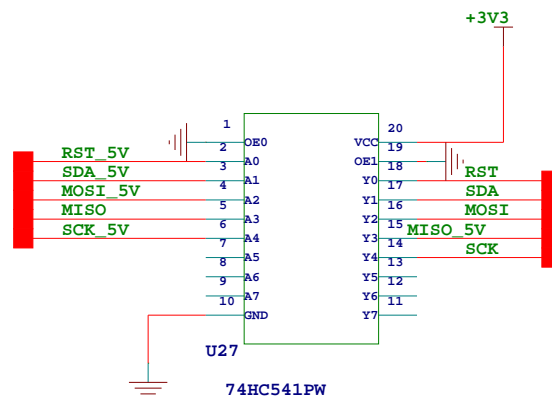 +3V3
1
20
OE0
VCC
2
19
RST_5V
A0
OE1
3
18
RST
SDA_5V
A1
Y0
4
17
SDA
MOSI_5V
A2
Y1
5
16
MOSI
MISO
A3
Y2
6
15
MISO_5V
SCK_5V
A4
Y3
7
14
SCK
A5
Y4
8
13
A6
Y5
9
12
A7
Y6
10
11
GND
Y7
U27
74HC541PW